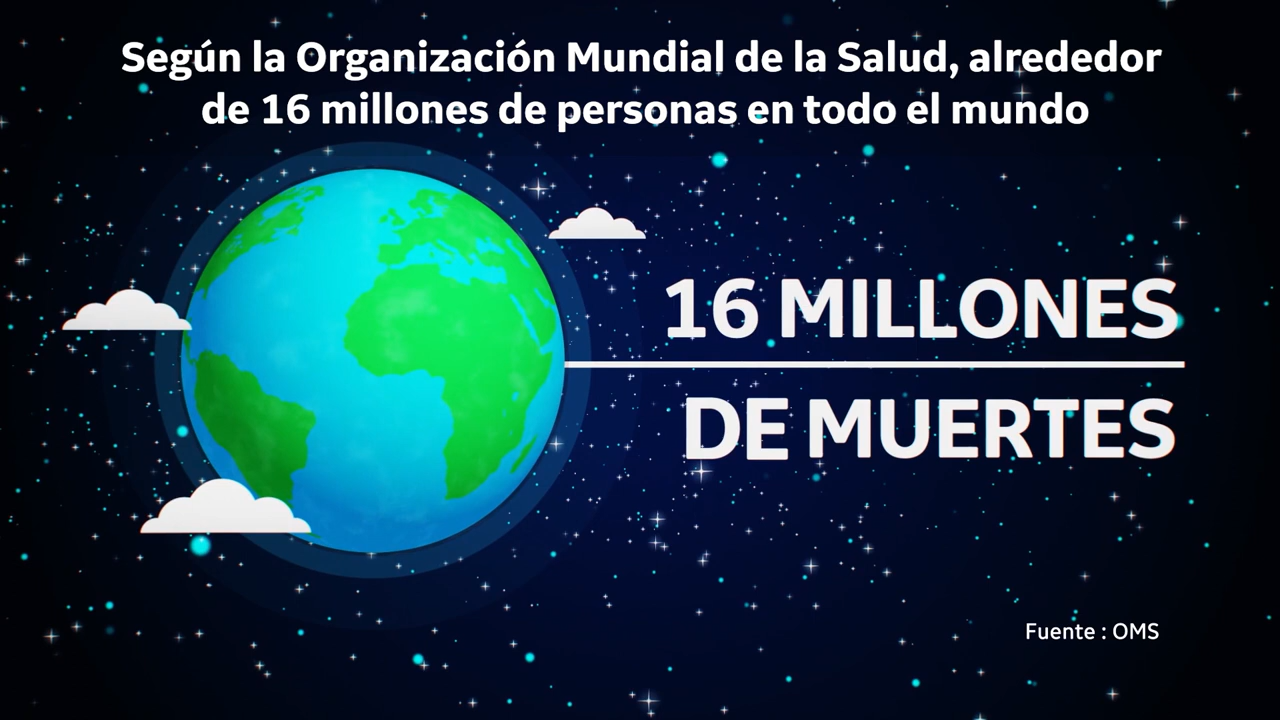 Según la Organización Mundial de la Salud, alrededor
de 16 millones de personas en todo el mundo
16 MILLONES
DE MUERTES
Fuente : OMS